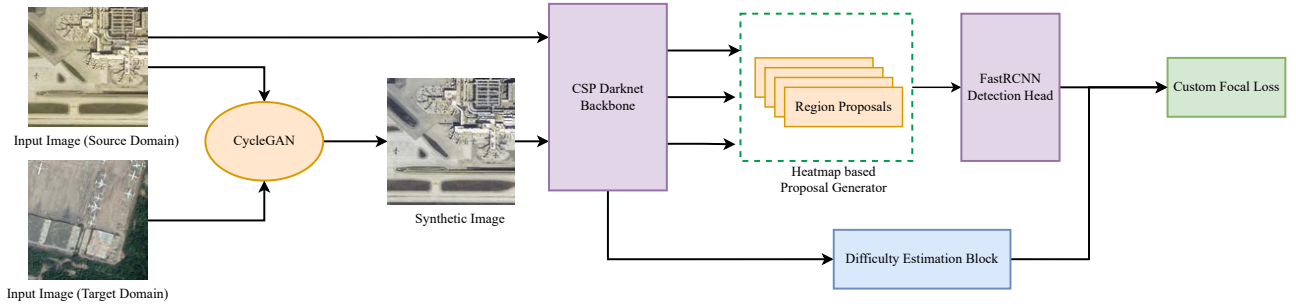 Input Image (Source Domain)
CycleGAN
Input Image (Target Domain)
Synthetic Image
CSP Darknet
Backbone
Region Proposals
Heatmap based
Proposal Generator
FastRCNN
Detection Head
Difficulty Estimation Block
Custom Focal Loss